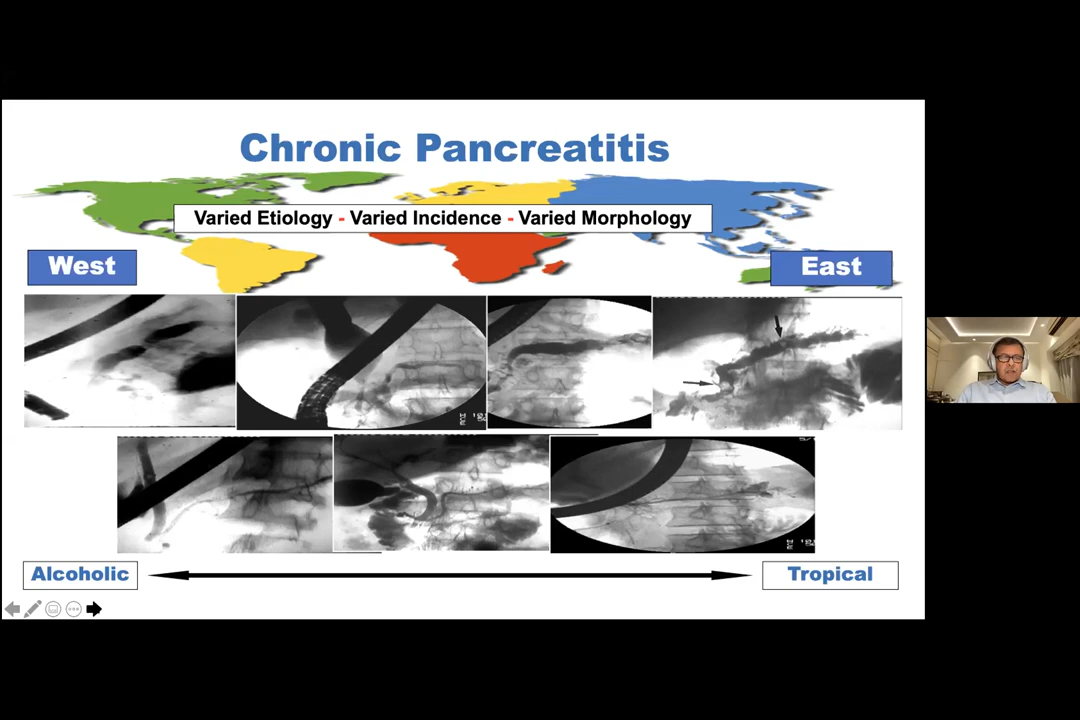 Chronic Pancreatitis
Varied Etiology - Varied Incidence - Varied Morphology
West
East
Alcoholic
Tropical